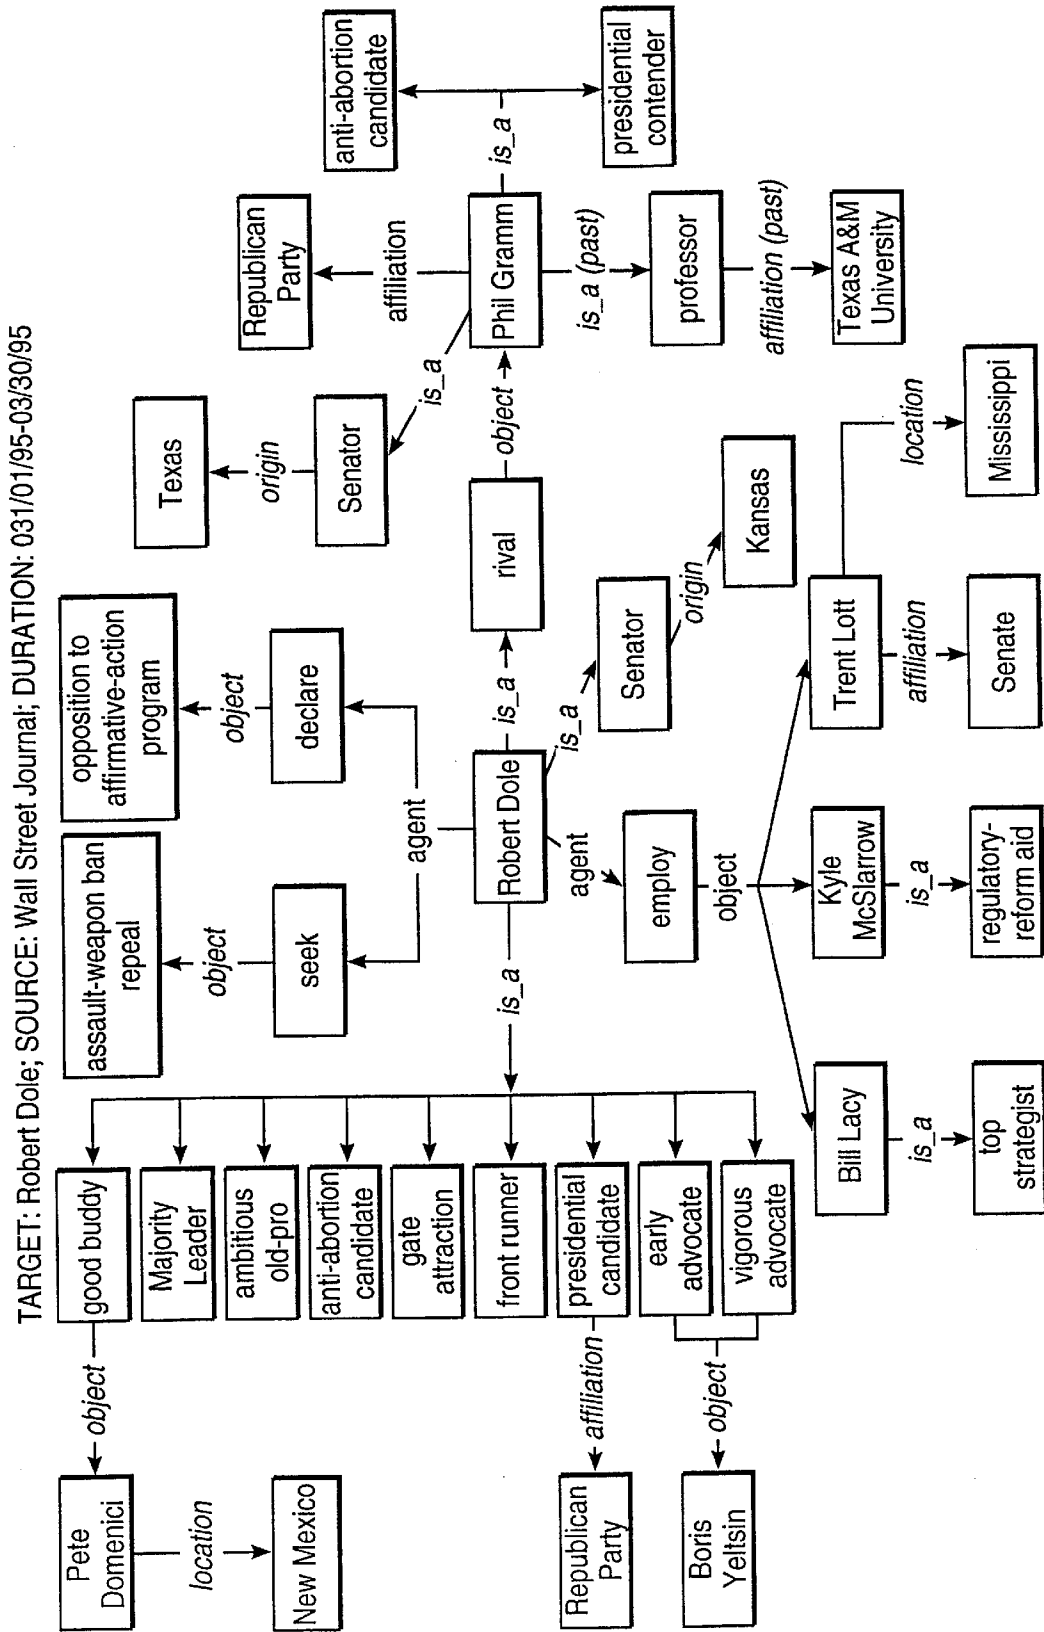 TARGET: Robert Dole; SOURCE: Wall Street Journal; DURATION: 031/01/95-03/30/95
Pete
Domenici
location
New Mexico
object
good buddy
Majority
Leader
ambitious
old-pro
anti-abortion
candidate
gate
attraction
front runner
presidential
candidate
early
advocate
vigorous
advocate
affiliation
Republican
Party
object
Boris
Yeltsin
is_a
assault-weapon ban
repeal
object
seek
opposition to
affirmative-action
program
object
declare
agent
Robert Dole
agent
employ
object
Bill Lacy
is_a
top
strategist
Kyle
McSlarrow
is_a
regulatory-
reform aid
Trent Lott
affiliation
Senate
location
Mississippi
is_a
Senator
origin
Kansas
is_a
rival
object
Phil Gramm
is_a
Senator
origin
Texas
affiliation
Republican
Party
is_a
anti-abortion
candidate
presidential
contender
is_a (past)
professor
affiliation (past)
Texas A&M
University